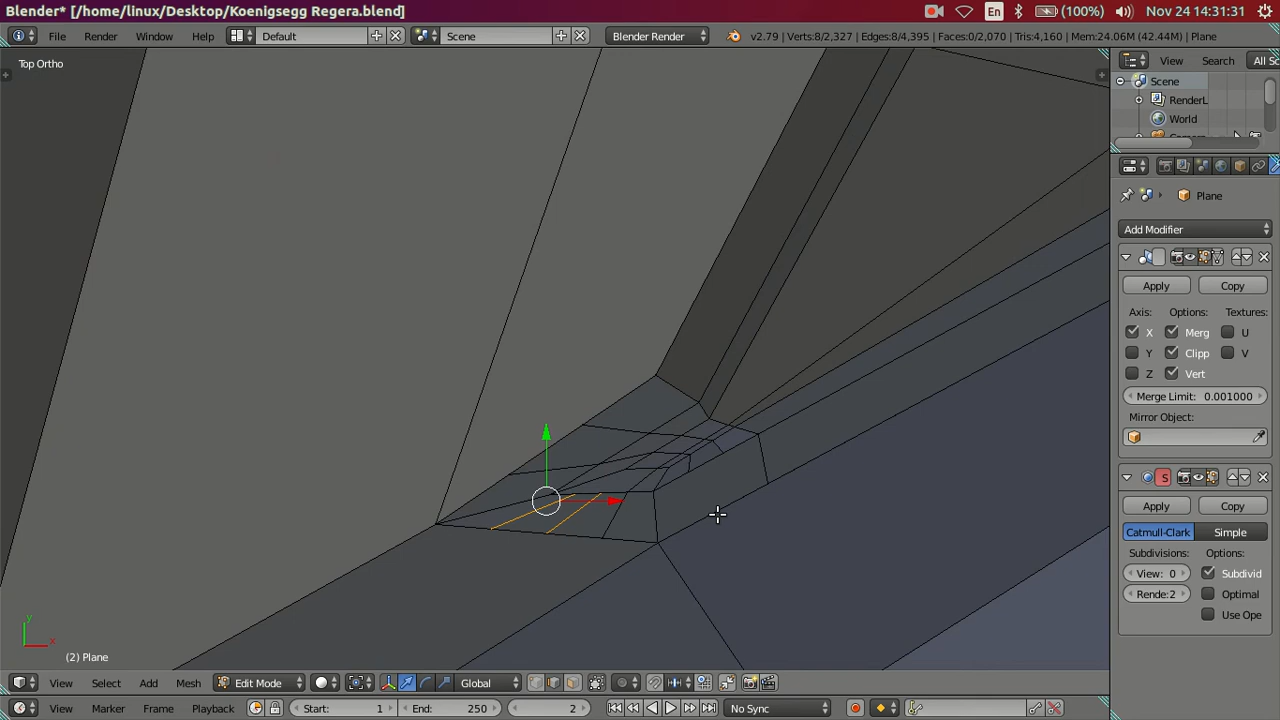 Blender* [/home/linux/Desktop/Koenigsegg Regera.blend] En (100%) Nov 24 14:31:31
File Render Window Help Default Scene Blender Render v2.79 | Verts:8/2,327 | Edges:8/4,395 | Faces:0/2,070 | Tris:4,160 | Mem:24.06M (42.44M) | Plane
Top Ortho
View Search All Sc
Scene
RenderL
World
Plane
Add Modifier
Apply Copy
Axis: Options: Textures:
X Merg U
Y Clipp V
Z Vert
Merge Limit: 0.001000
Mirror Object:
S
Apply Copy
Catmull-Clark Simple
Subdivisions: Options:
View: 0 Subdivid
Rende:2 Optimal
Use Ope
y
x
(2) Plane
View Select Add Mesh Edit Mode Global
View Marker Frame Playback Start: 1 End: 250 2 No Sync